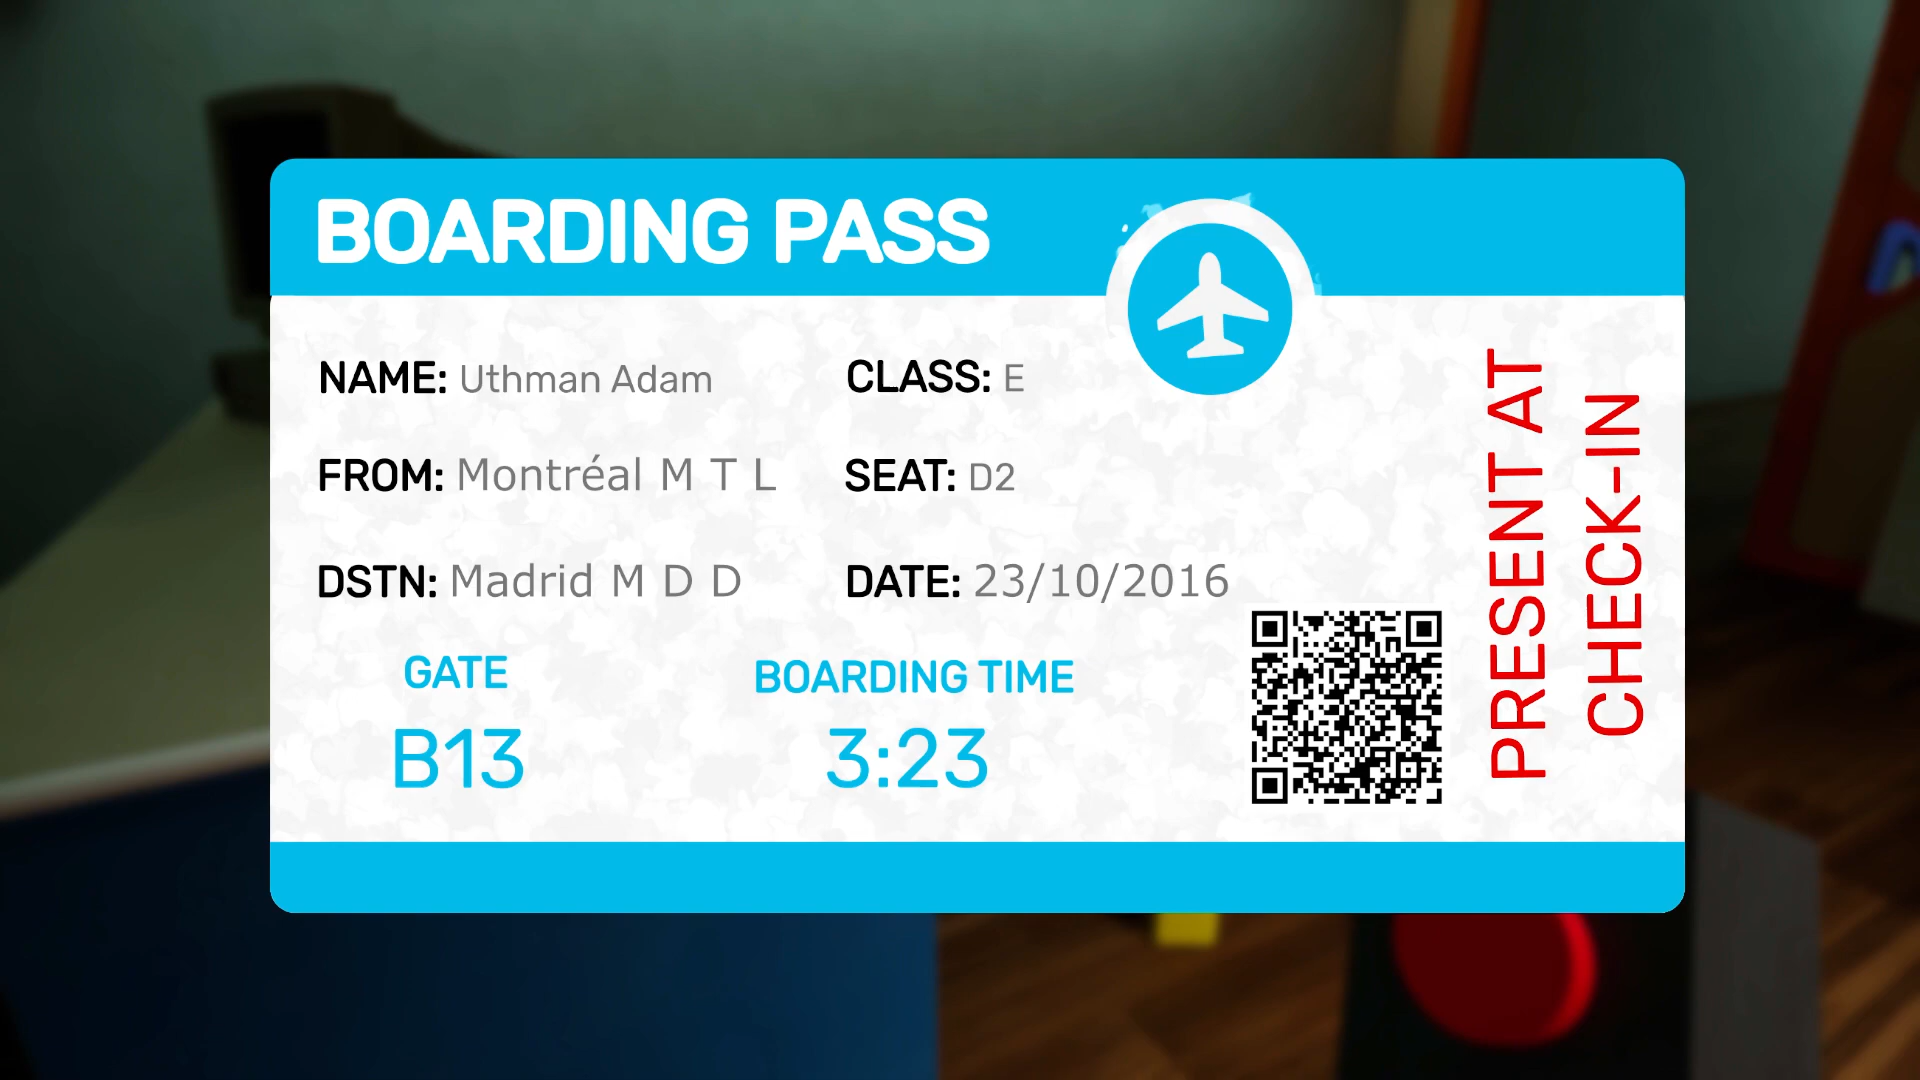 BOARDING PASS
NAME: Uthman Adam
CLASS: E
FROM: Montréal M T L
SEAT: D2
DSTN: Madrid M D D
DATE: 23/10/2016
GATE
B13
BOARDING TIME
3:23
PRESENT AT
CHECK-IN